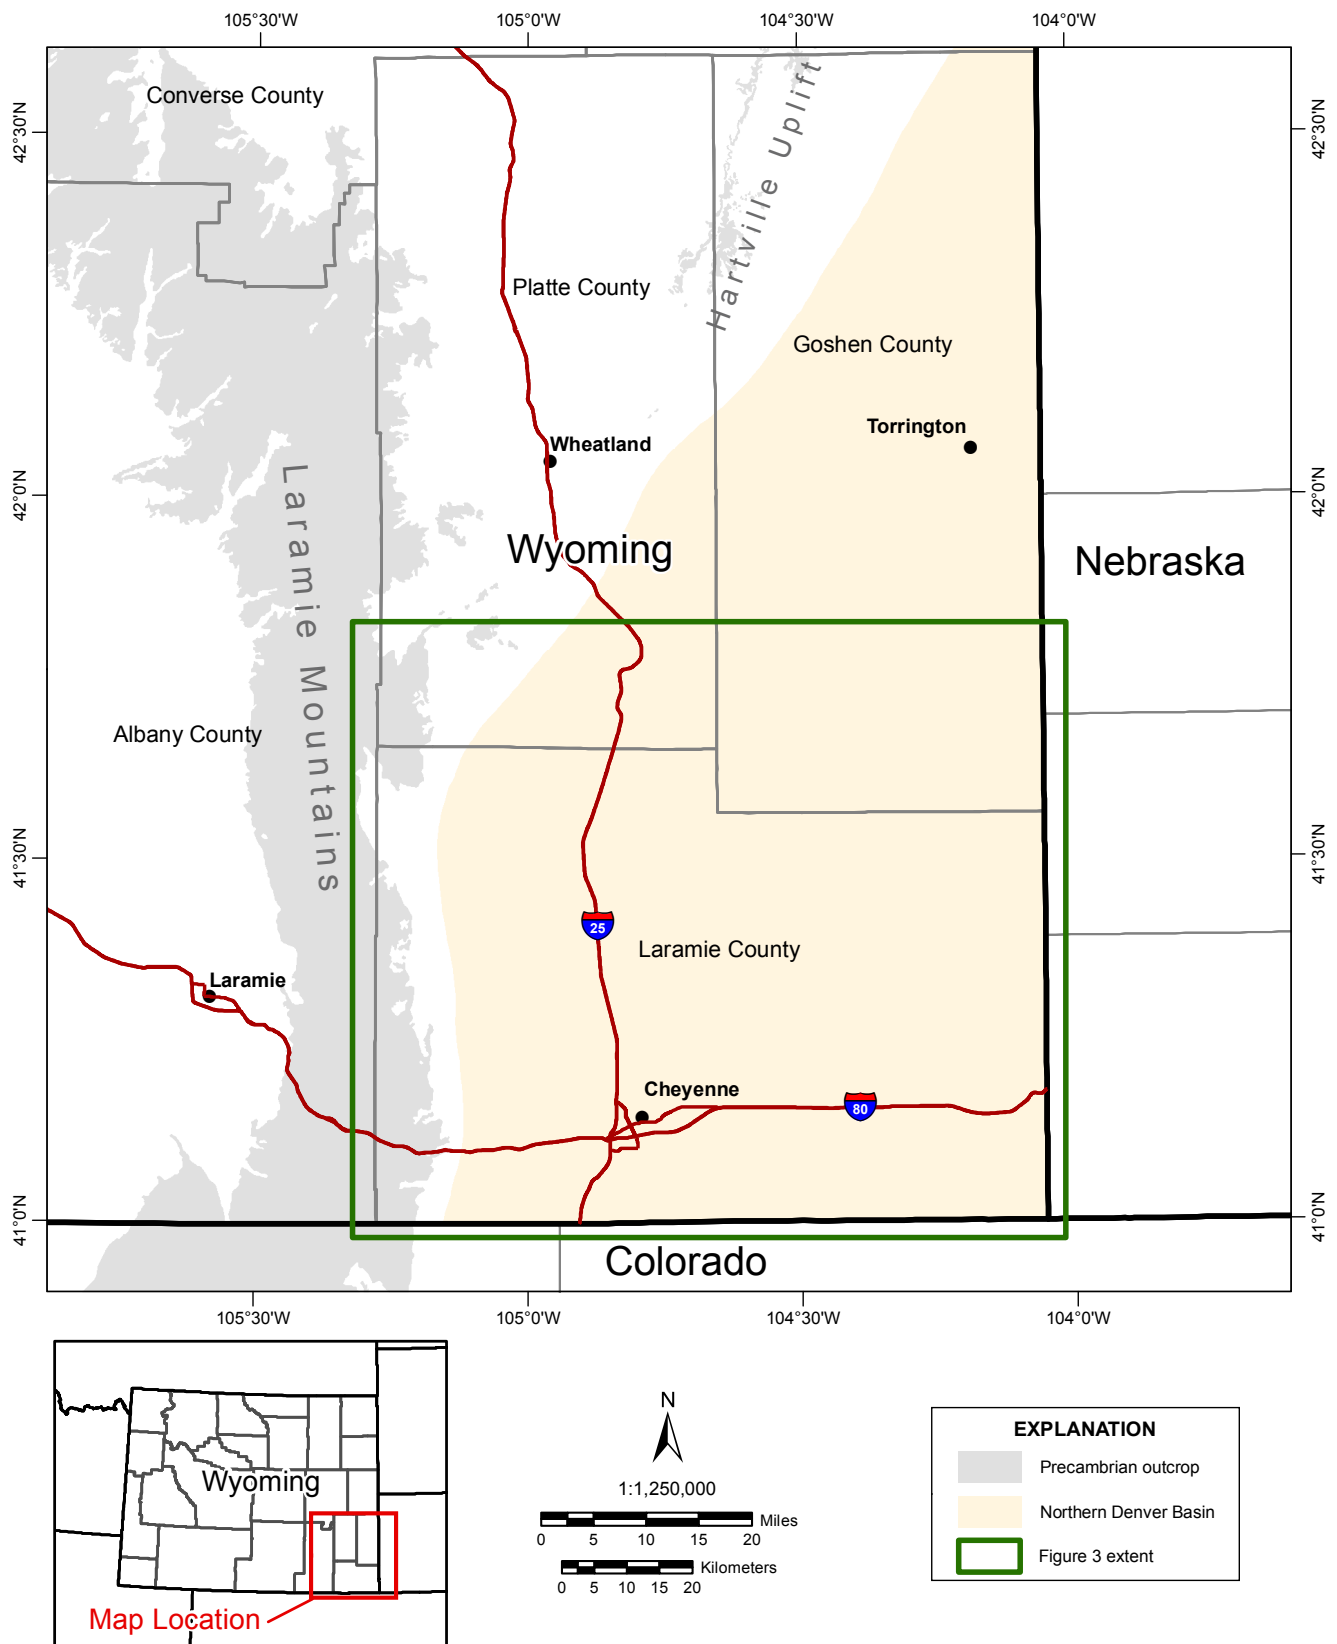 105°30'W
105°0'W
104°30'W
104°0'W
42°30'N
42°30'N
Converse County
Hartville Uplift
Platte County
Goshen County
Torrington
Wheatland
42°0'N
42°0'N
Laramie Mountains
Wyoming
Nebraska
Albany County
41°30'N
41°30'N
25
Laramie County
Laramie
Cheyenne
80
41°0'N
41°0'N
Colorado
105°30'W
105°0'W
104°30'W
104°0'W
Wyoming
Map Location
N
1:1,250,000
Miles
0 5 10 15 20
Kilometers
0 5 10 15 20
EXPLANATION
Precambrian outcrop
Northern Denver Basin
Figure 3 extent